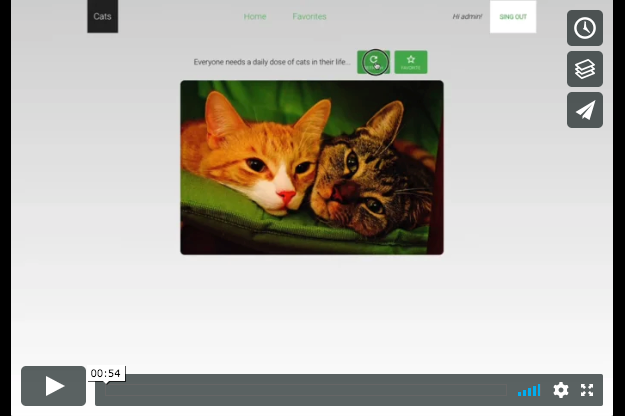 Cats
Home
Favorites
Hi admin!
SING OUT
Everyone needs a daily dose of cats in their life...
FAVORITE
00:54